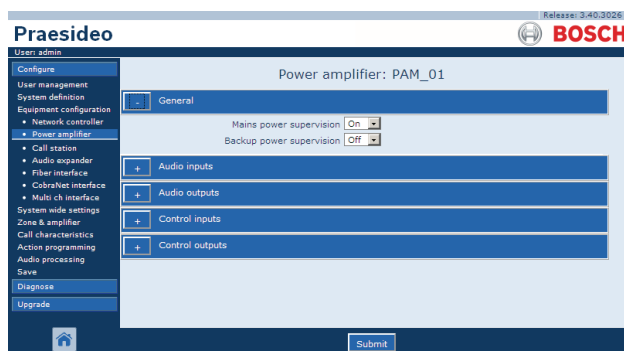 Release: 3.40.3026
Praesideo
BOSCH
User: admin
Configure
User management
System definition
Equipment configuration
• Network controller
• Power amplifier
• Call station
• Audio expander
• Fiber interface
• CobraNet interface
• Multi ch interface
System wide settings
Zone & amplifier
Call characteristics
Action programming
Audio processing
Save
Diagnose
Upgrade
Power amplifier: PAM_01
- General
Mains power supervision On
Backup power supervision Off
+ Audio inputs
+ Audio outputs
+ Control inputs
+ Control outputs
Submit